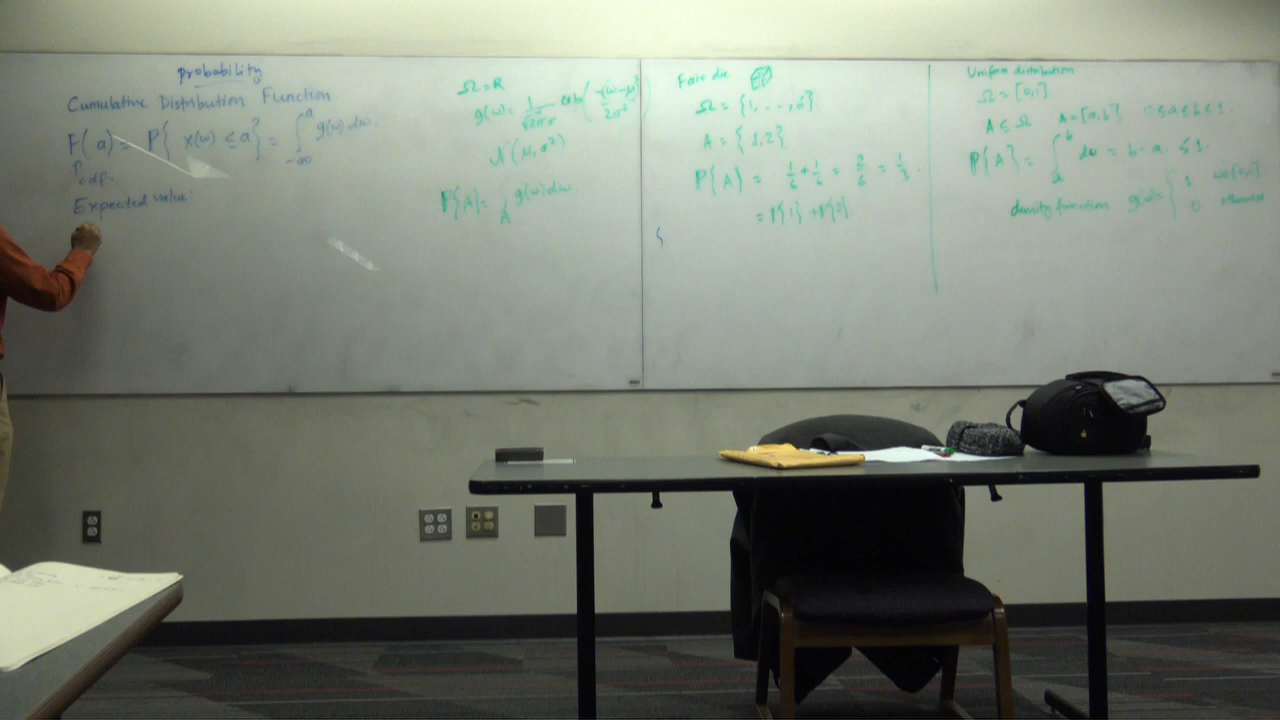 probability
Cumulative Distribution Function
F(a) = P{ x(ω) ≤ a} = ∫_{-∞}^{a} g(ω) dω.
↑
cdf.
Expected value:
Ω = R
g(ω) = 1/√2π σ exp(-(ω-μ)²/2σ²)
N(μ, σ²)
P{A} = ∫_A g(ω) dω.
Fair die
Ω = {1, ..., 6}
A = {1,2}
P{A} = 1/6 + 1/6 = 2/6 = 1/3.
= P{1} + P{2}.
Uniform distribution
Ω = [0,1]
A ⊆ Ω A = [a,b] 0 ≤ a ≤ b ≤ 1.
P{A} = ∫_a^b dω = b - a. ≤ 1.
density function g(ω) = { 1 ω∈[0,1]
0 otherwise